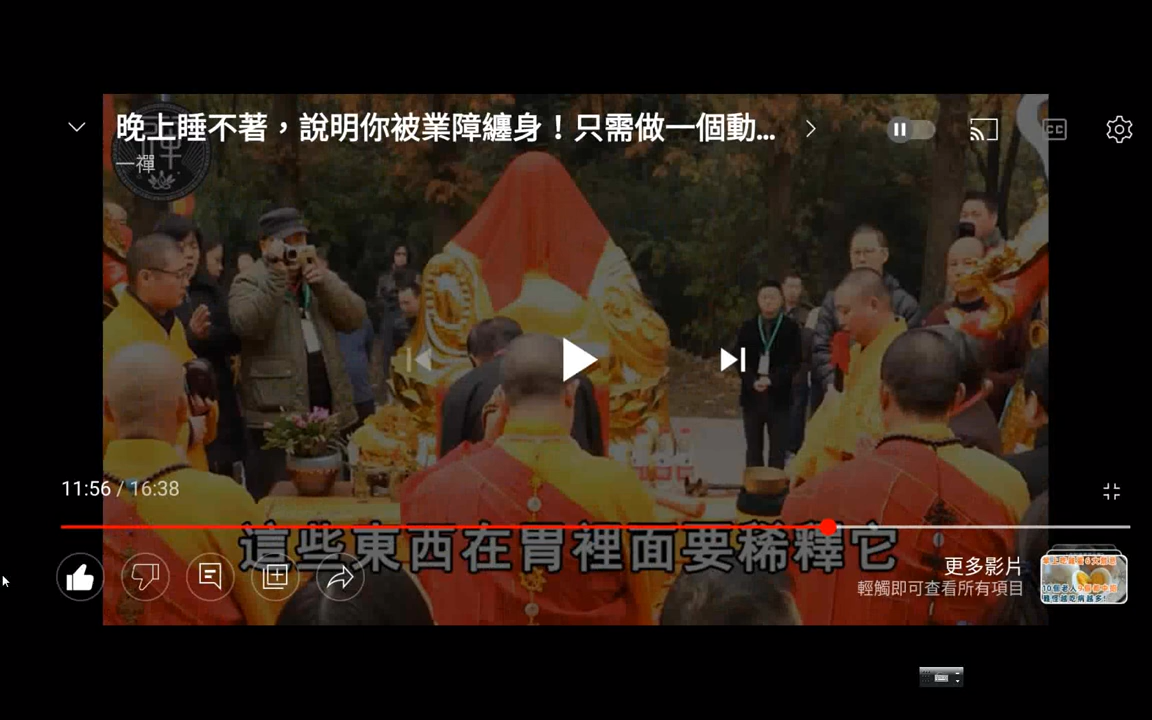 晚上睡不著，說明你被業障纏身！只需做一個動...
一禪
CC
11:56 / 16:38
這些東西在胃裡面要稀釋它
更多影片
輕觸即可查看所有項目